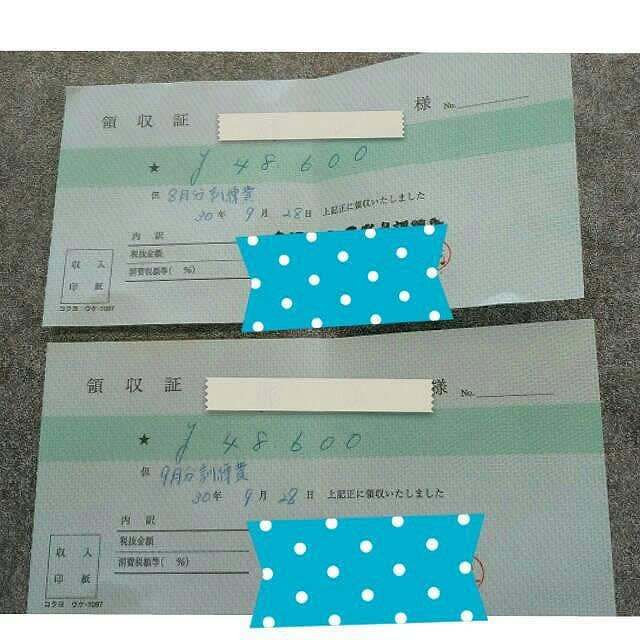 領収証 様 No.
★ ¥48600
但 8月分訓練費
30年 9月 28日 上記正に領収いたしました
内訳
税抜金額
消費税額等( %)
収入
印紙
コクヨ ウケ-1097
領収証 様 No.
★ ¥48600
但 9月分訓練費
30年 9月 28日 上記正に領収いたしました
内訳
税抜金額
消費税額等( %)
収入
印紙
コクヨ ウケ-1097